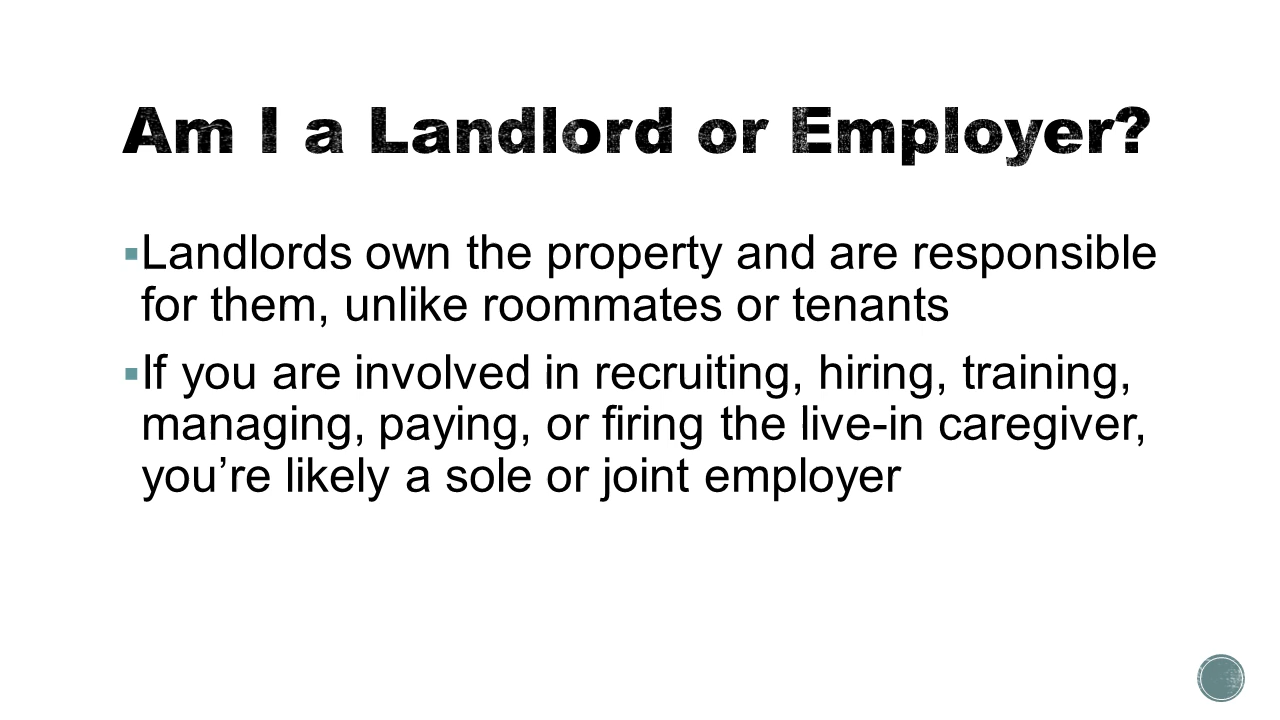 Am I a Landlord or Employer?
▪Landlords own the property and are responsible
for them, unlike roommates or tenants
▪If you are involved in recruiting, hiring, training,
managing, paying, or firing the live-in caregiver,
you’re likely a sole or joint employer